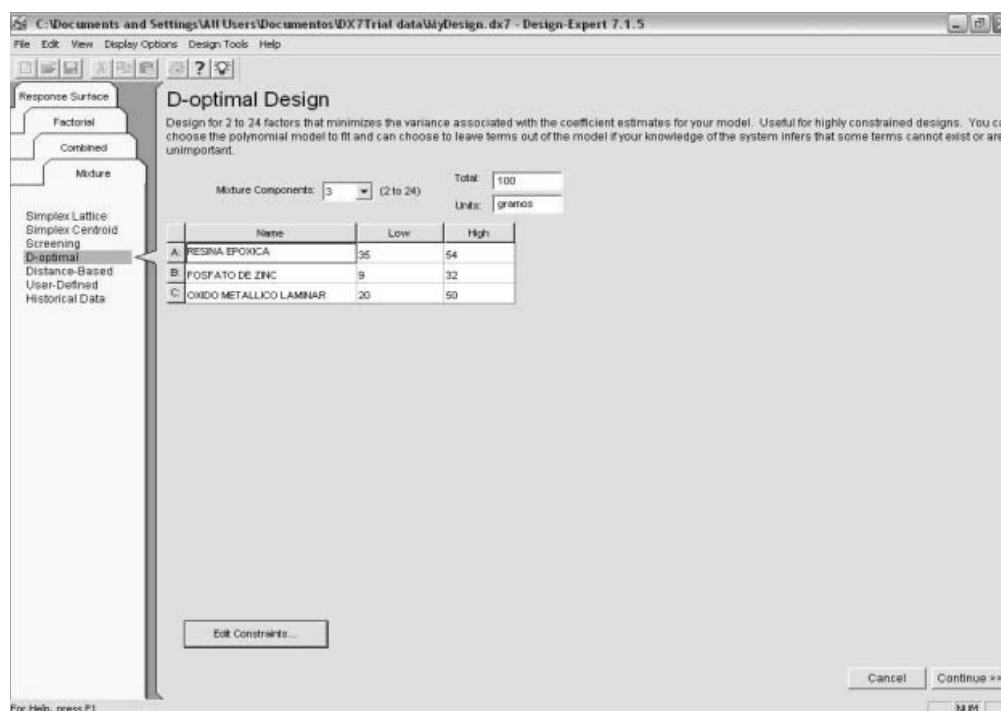 C:\Documents and Settings\All Users\Documentos\DX7Trial data\MyDesign.dx7 - Design-Expert 7.1.5
File Edit View Display Options Design Tools Help
Response Surface
Factorial
Combined
Mixture
Simplex Lattice
Simplex Centroid
Screening
D-optimal
Distance-Based
User-Defined
Historical Data
D-optimal Design
Design for 2 to 24 factors that minimizes the variance associated with the coefficient estimates for your model. Useful for highly constrained designs. You ca
choose the polynomial model to fit and can choose to leave terms out of the model if your knowledge of the system infers that some terms cannot exist or are
unimportant.
Mixture Components: 3 (2 to 24)
Total: 100
Units: gramos
Name Low High
A: RESINA EPOXICA 35 54
B: FOSFATO DE ZINC 9 32
C: OXIDO METALLICO LAMINAR 20 50
Edit Constraints...
Cancel Continue >>
For Help, press F1 NUM